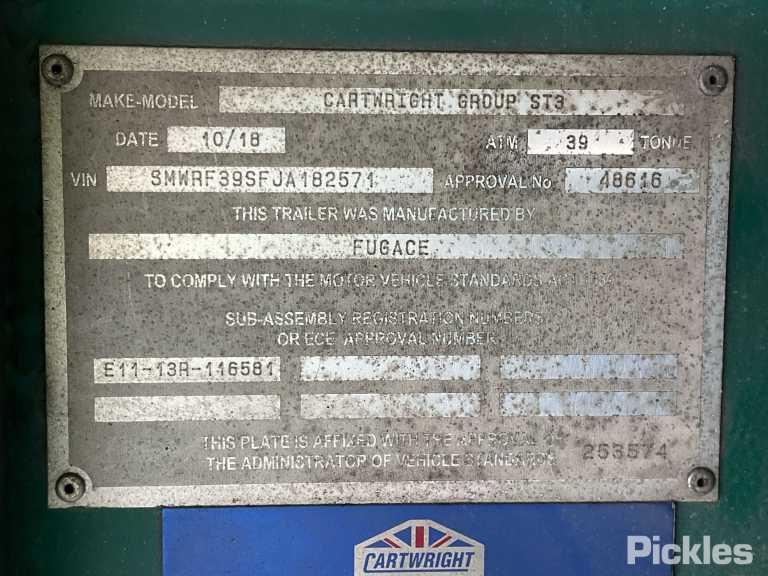 MAKE-MODEL CARTWRIGHT GROUP ST3
DATE 10/18 ATM 39 TONNE
VIN SMWRF39SFJA182571 APPROVAL No 48616
THIS TRAILER WAS MANUFACTURED BY
FUGACE
TO COMPLY WITH THE MOTOR VEHICLE STANDARDS ACT
SUB-ASSEMBLY REGISTRATION NUMBERS
OR ECE APPROVAL NUMBER
E11-13R-116581
THIS PLATE IS AFFIXED WITH THE APPROVAL OF
THE ADMINISTRATOR OF VEHICLE STANDARDS 253574
CARTWRIGHT
Pickles